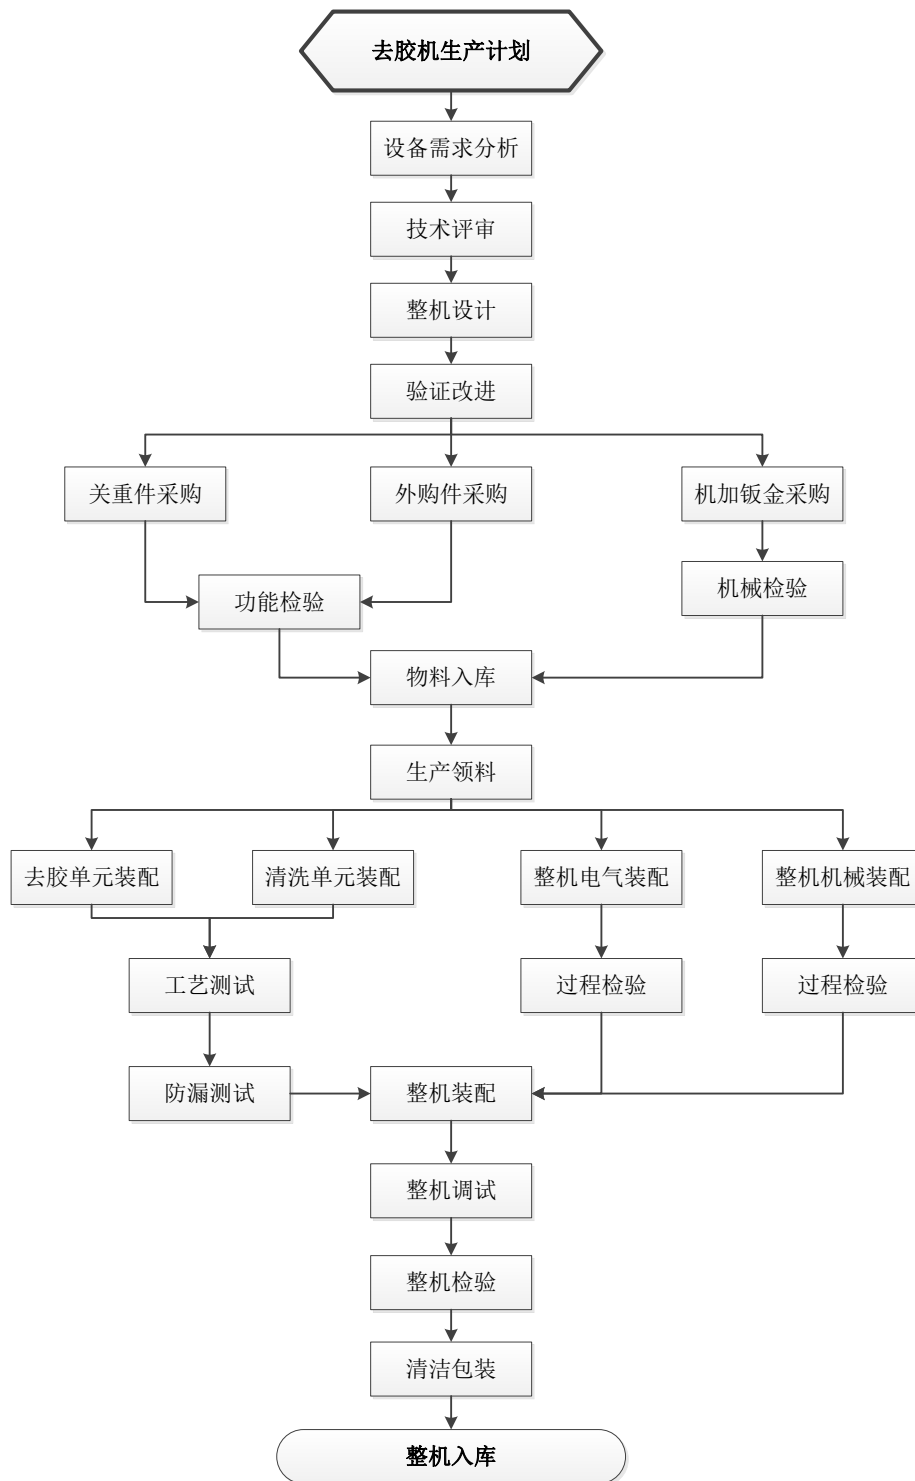 去胶机生产计划
设备需求分析
技术评审
整机设计
验证改进
关重件采购
外购件采购
机加钣金采购
机械检验
功能检验
物料入库
生产领料
去胶单元装配
清洗单元装配
整机电气装配
整机机械装配
工艺测试
过程检验
过程检验
防漏测试
整机装配
整机调试
整机检验
清洁包装
整机入库